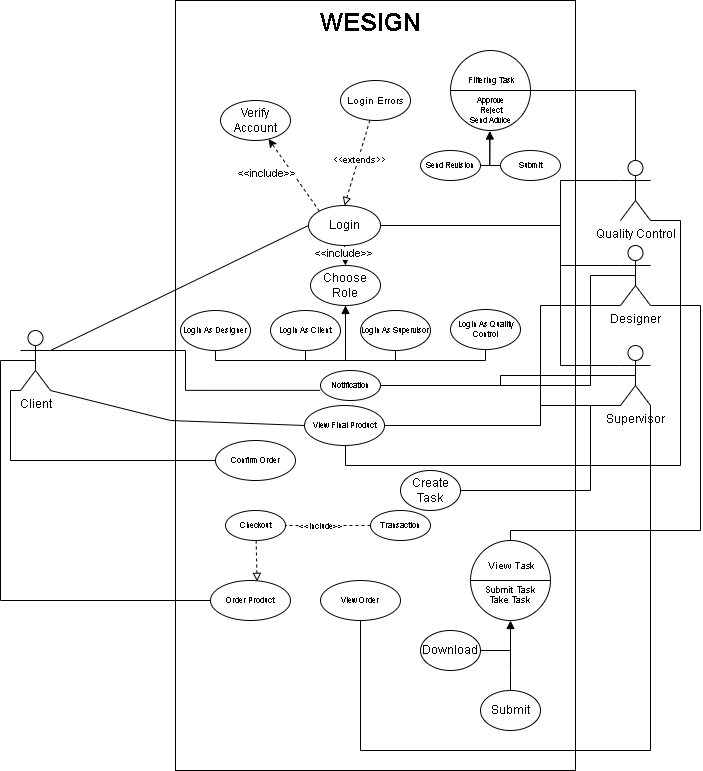 WESIGN
Filtering Task
Approve
Reject
Send Advice
Login Errors
Verify
Account
<<extends>>
Send Revision
Submit
<<include>>
Login
Quality Control
<<include>>
Choose
Role
Designer
Login As Designer
Login As Client
Login As Supervisor
Login As Quality
Control
Client
Notification
Supervisor
View Final Product
Confirm Order
Create
Task
Checkout
<<Include>>
Transaction
View Task
Submit Task
Take Task
Order Product
View Order
Download
Submit